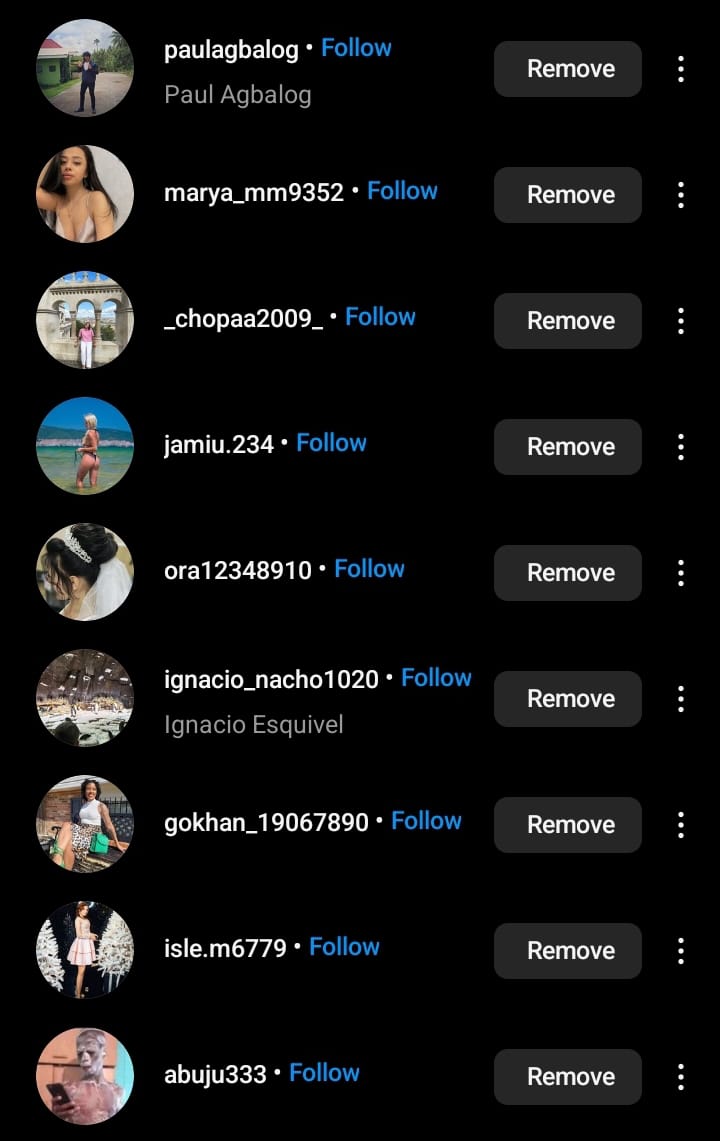 paulagbalog • Follow
Paul Agbalog
Remove
marya_mm9352 • Follow
Remove
_chopaa2009_ • Follow
Remove
jamiu.234 • Follow
Remove
ora12348910 • Follow
Remove
ignacio_nacho1020 • Follow
Ignacio Esquivel
Remove
gokhan_19067890 • Follow
Remove
isle.m6779 • Follow
Remove
abuju333 • Follow
Remove